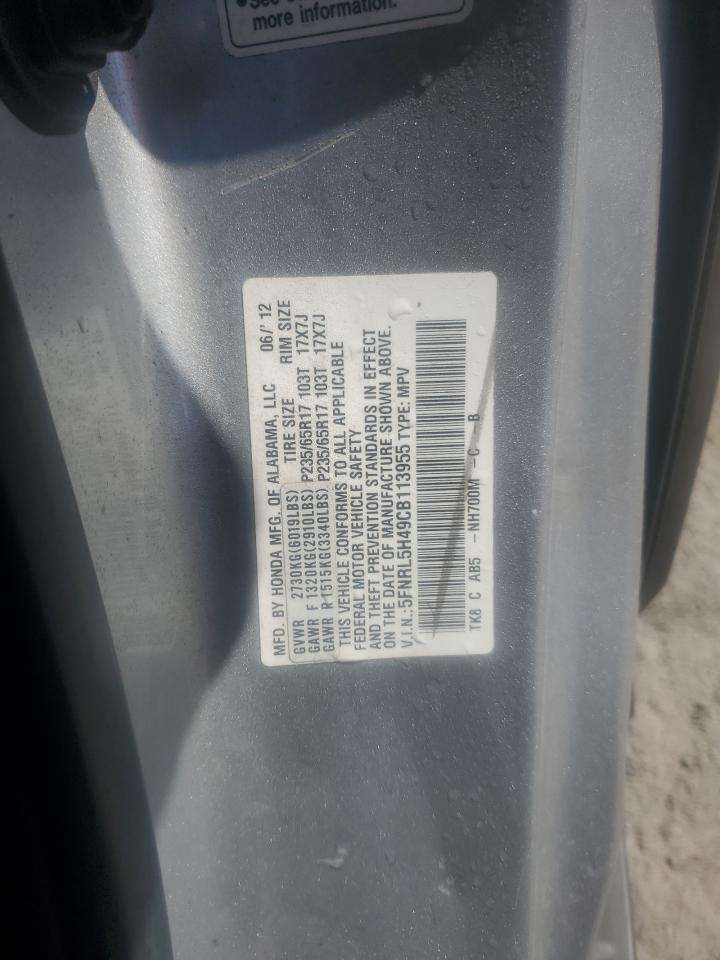 more information.
MFD. BY HONDA MFG. OF ALABAMA, LLC 06/'12
GVWR 2730KG(6019LBS) TIRE SIZE RIM SIZE
GAWR F 1320KG(2910LBS) P235/65R17 103T 17X7J
GAWR R 1515KG(3340LBS) P235/65R17 103T 17X7J
THIS VEHICLE CONFORMS TO ALL APPLICABLE
FEDERAL MOTOR VEHICLE SAFETY
AND THEFT PREVENTION STANDARDS IN EFFECT
ON THE DATE OF MANUFACTURE SHOWN ABOVE.
V.I.N.:5FNRL5H49CB113955 TYPE: MPV
TK8 C AB5 -NH700M -C -B